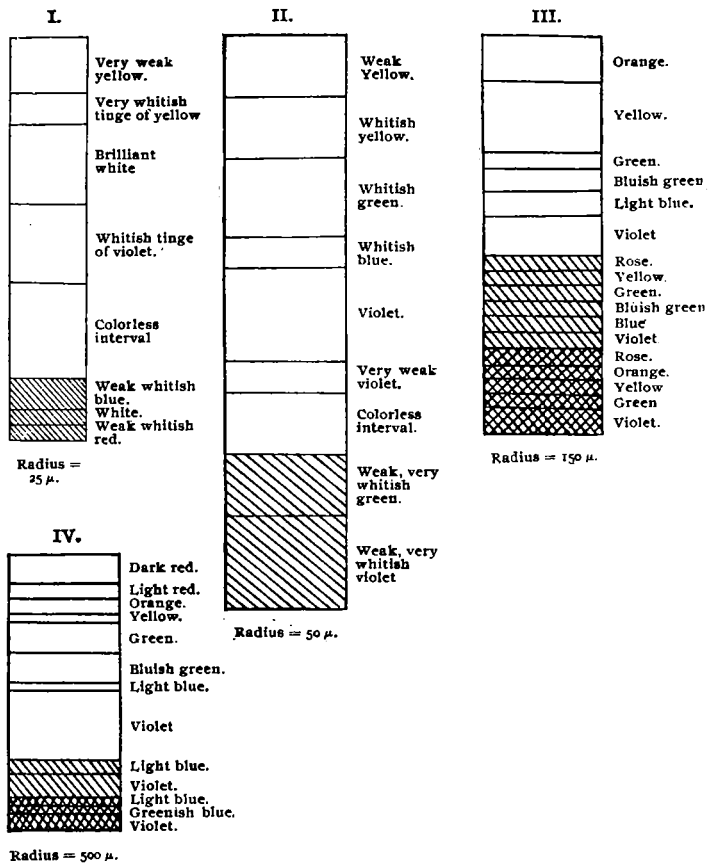 I.
Very weak
yellow.
Very whitish
tinge of yellow
Brilliant
white
Whitish tinge
of violet.
Colorless
interval
Weak whitish
blue.
White.
Weak whitish
red.
Radius =
25 μ.
II.
Weak
Yellow.
Whitish
yellow.
Whitish
green.
Whitish
blue.
Violet.
Very weak
violet.
Colorless
interval.
Weak, very
whitish
green.
Weak, very
whitish
violet
Radius = 50 μ.
III.
Orange.
Yellow.
Green.
Bluish green
Light blue.
Violet
Rose.
Yellow.
Green.
Bluish green
Blue
Violet
Rose.
Orange.
Yellow
Green
Violet.
Radius = 150 μ.
IV.
Dark red.
Light red.
Orange.
Yellow.
Green.
Bluish green.
Light blue.
Violet
Light blue.
Violet.
Light blue.
Greenish blue.
Violet.
Radius = 500 μ.